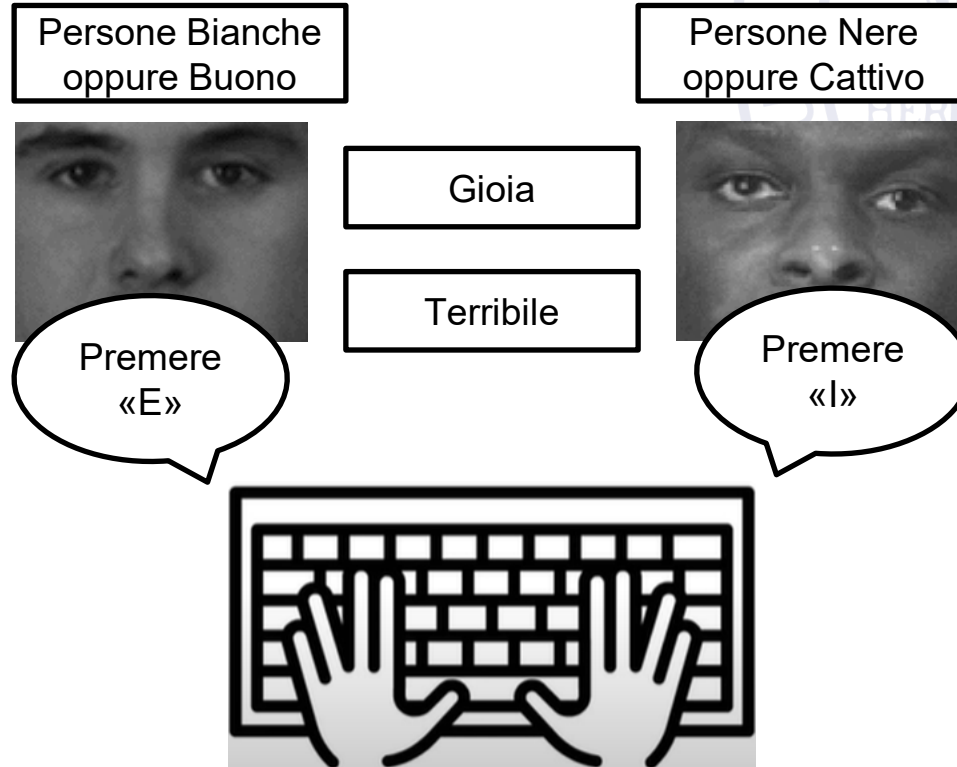 Persone Bianche
oppure Buono
Persone Nere
oppure Cattivo
Gioia
Terribile
Premere
«E»
Premere
«I»